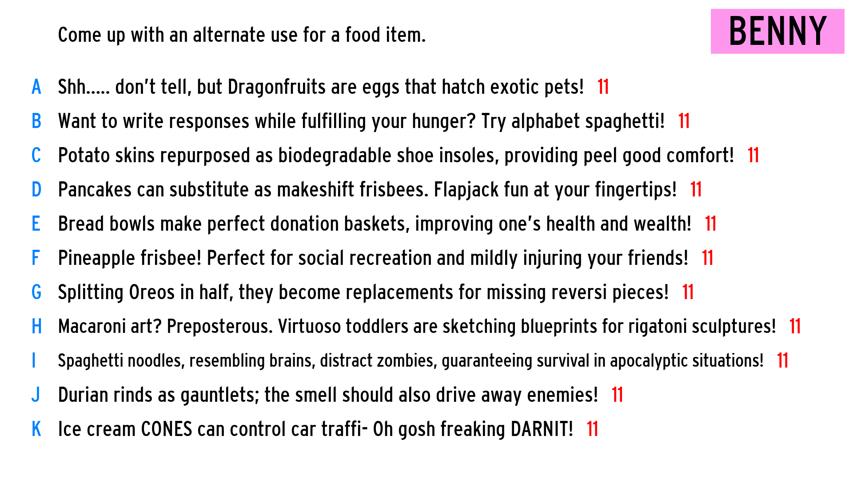 Come up with an alternate use for a food item.
BENNY
A Shh..... don't tell, but Dragonfruits are eggs that hatch exotic pets! 11
B Want to write responses while fulfilling your hunger? Try alphabet spaghetti! 11
C Potato skins repurposed as biodegradable shoe insoles, providing peel good comfort! 11
D Pancakes can substitute as makeshift frisbees. Flapjack fun at your fingertips! 11
E Bread bowls make perfect donation baskets, improving one's health and wealth! 11
F Pineapple frisbee! Perfect for social recreation and mildly injuring your friends! 11
G Splitting Oreos in half, they become replacements for missing reversi pieces! 11
H Macaroni art? Preposterous. Virtuoso toddlers are sketching blueprints for rigatoni sculptures! 11
I Spaghetti noodles, resembling brains, distract zombies, guaranteeing survival in apocalyptic situations! 11
J Durian rinds as gauntlets; the smell should also drive away enemies! 11
K Ice cream CONES can control car traffi- Oh gosh freaking DARNIT! 11